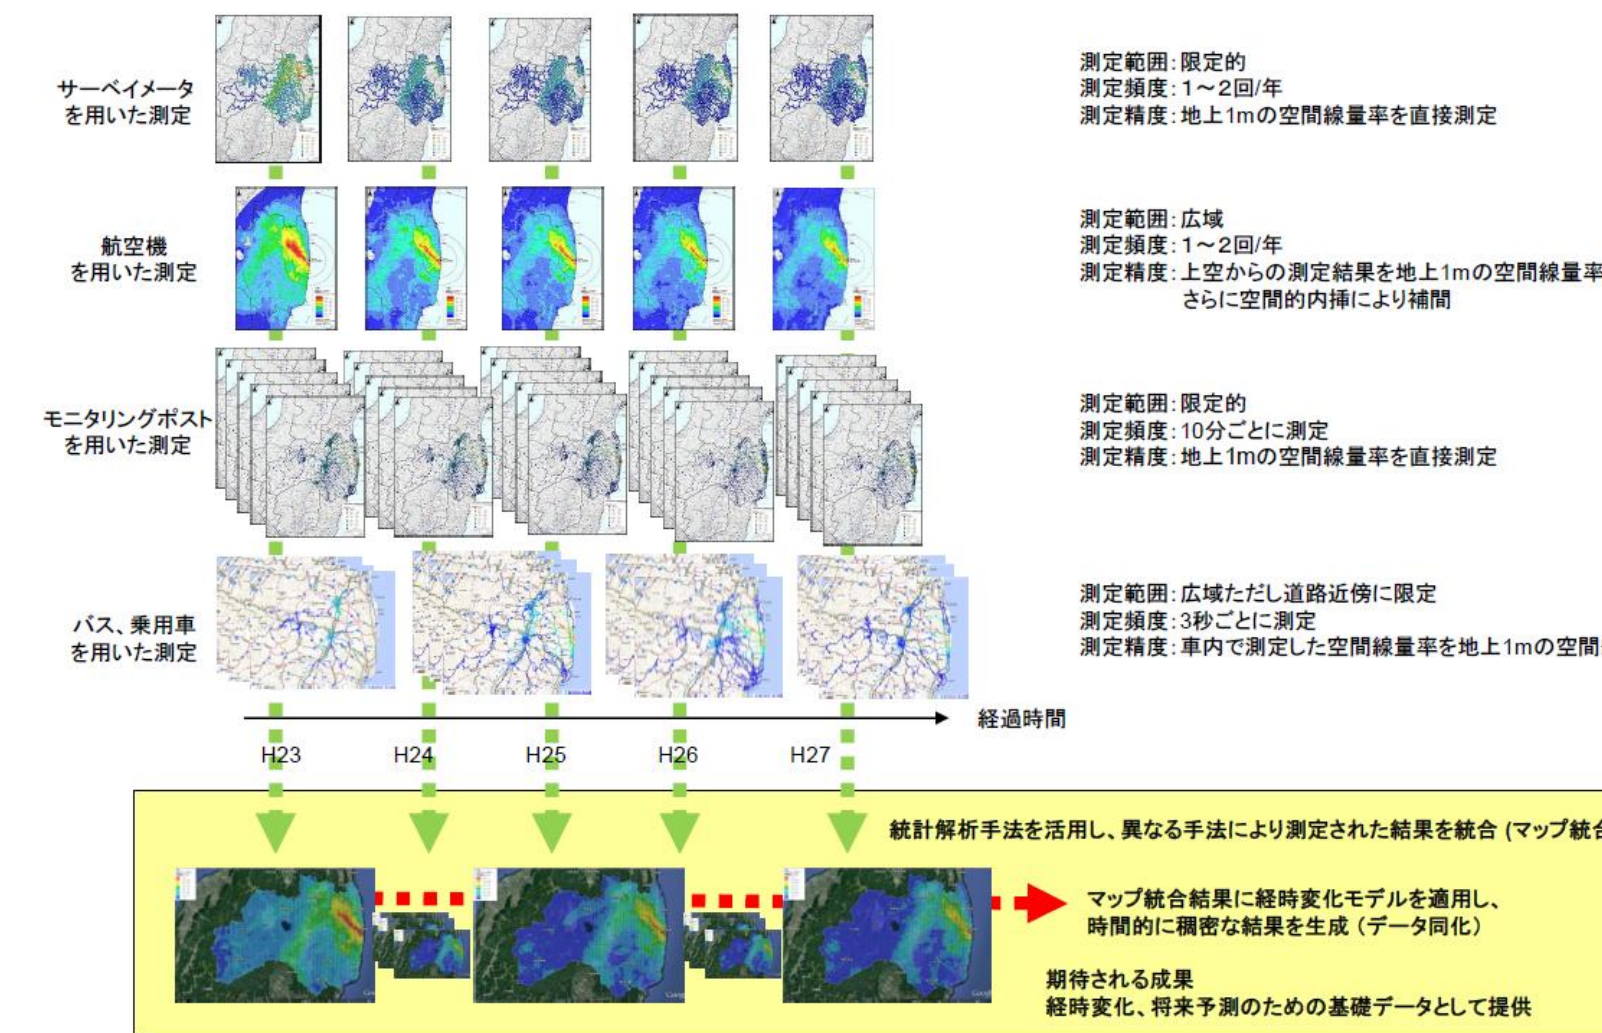 サーベイメータ
を用いた測定
測定範囲：限定的
測定頻度：1～2回/年
測定精度：地上1mの空間線量率を直接測定
航空機
を用いた測定
測定範囲：広域
測定頻度：1～2回/年
測定精度：上空からの測定結果を地上1mの空間線量率
さらに空間的内挿により補間
モニタリングポスト
を用いた測定
測定範囲：限定的
測定頻度：10分ごとに測定
測定精度：地上1mの空間線量率を直接測定
バス、乗用車
を用いた測定
測定範囲：広域ただし道路近傍に限定
測定頻度：3秒ごとに測定
測定精度：車内で測定した空間線量率を地上1mの空間
経過時間
H23 H24 H25 H26 H27
統計解析手法を活用し、異なる手法により測定された結果を統合 (マップ統合
マップ統合結果に経時変化モデルを適用し、
時間的に稠密な結果を生成（データ同化）
期待される成果
経時変化、将来予測のための基礎データとして提供